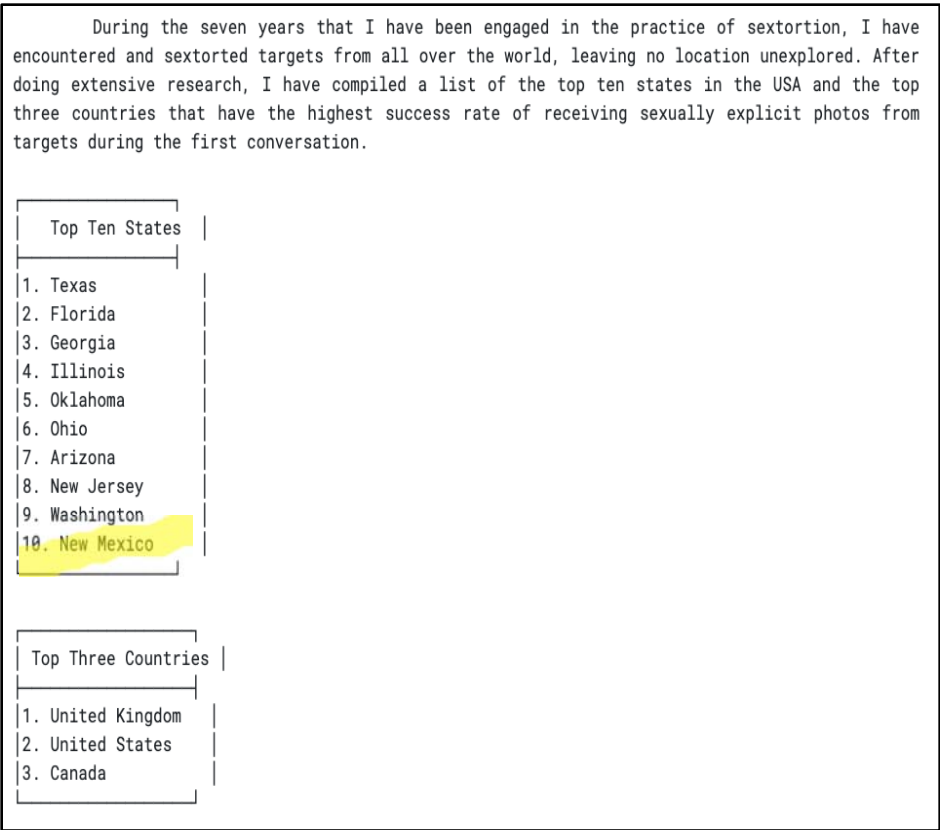 During the seven years that I have been engaged in the practice of sextortion, I have
encountered and sextorted targets from all over the world, leaving no location unexplored. After
doing extensive research, I have compiled a list of the top ten states in the USA and the top
three countries that have the highest success rate of receiving sexually explicit photos from
targets during the first conversation.
Top Ten States
1. Texas
2. Florida
3. Georgia
4. Illinois
5. Oklahoma
6. Ohio
7. Arizona
8. New Jersey
9. Washington
10. New Mexico
Top Three Countries
1. United Kingdom
2. United States
3. Canada